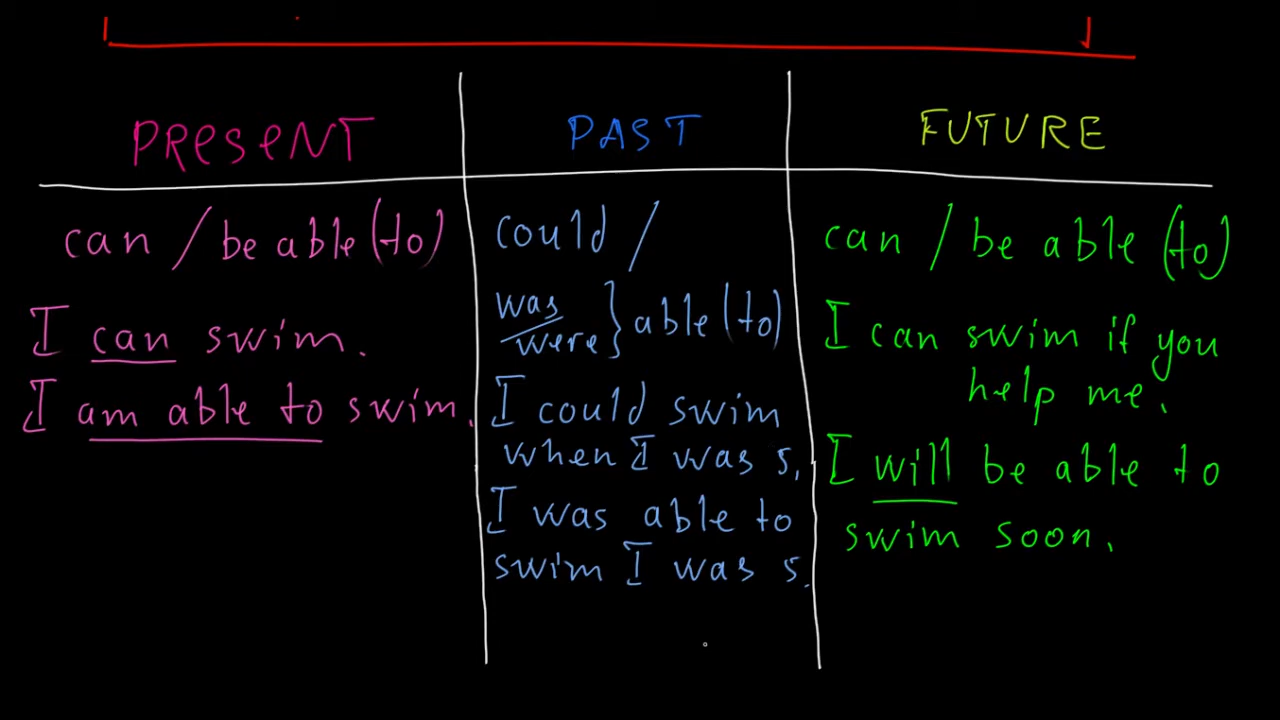 PRESENT
PAST
FUTURE
can / be able (to)
I can swim.
I am able to swim.
could /
was
were } able (to)
I could swim
when I was 5.
I was able to
swim I was 5.
can / be able (to)
I can swim if you
help me.
I will be able to
swim soon.